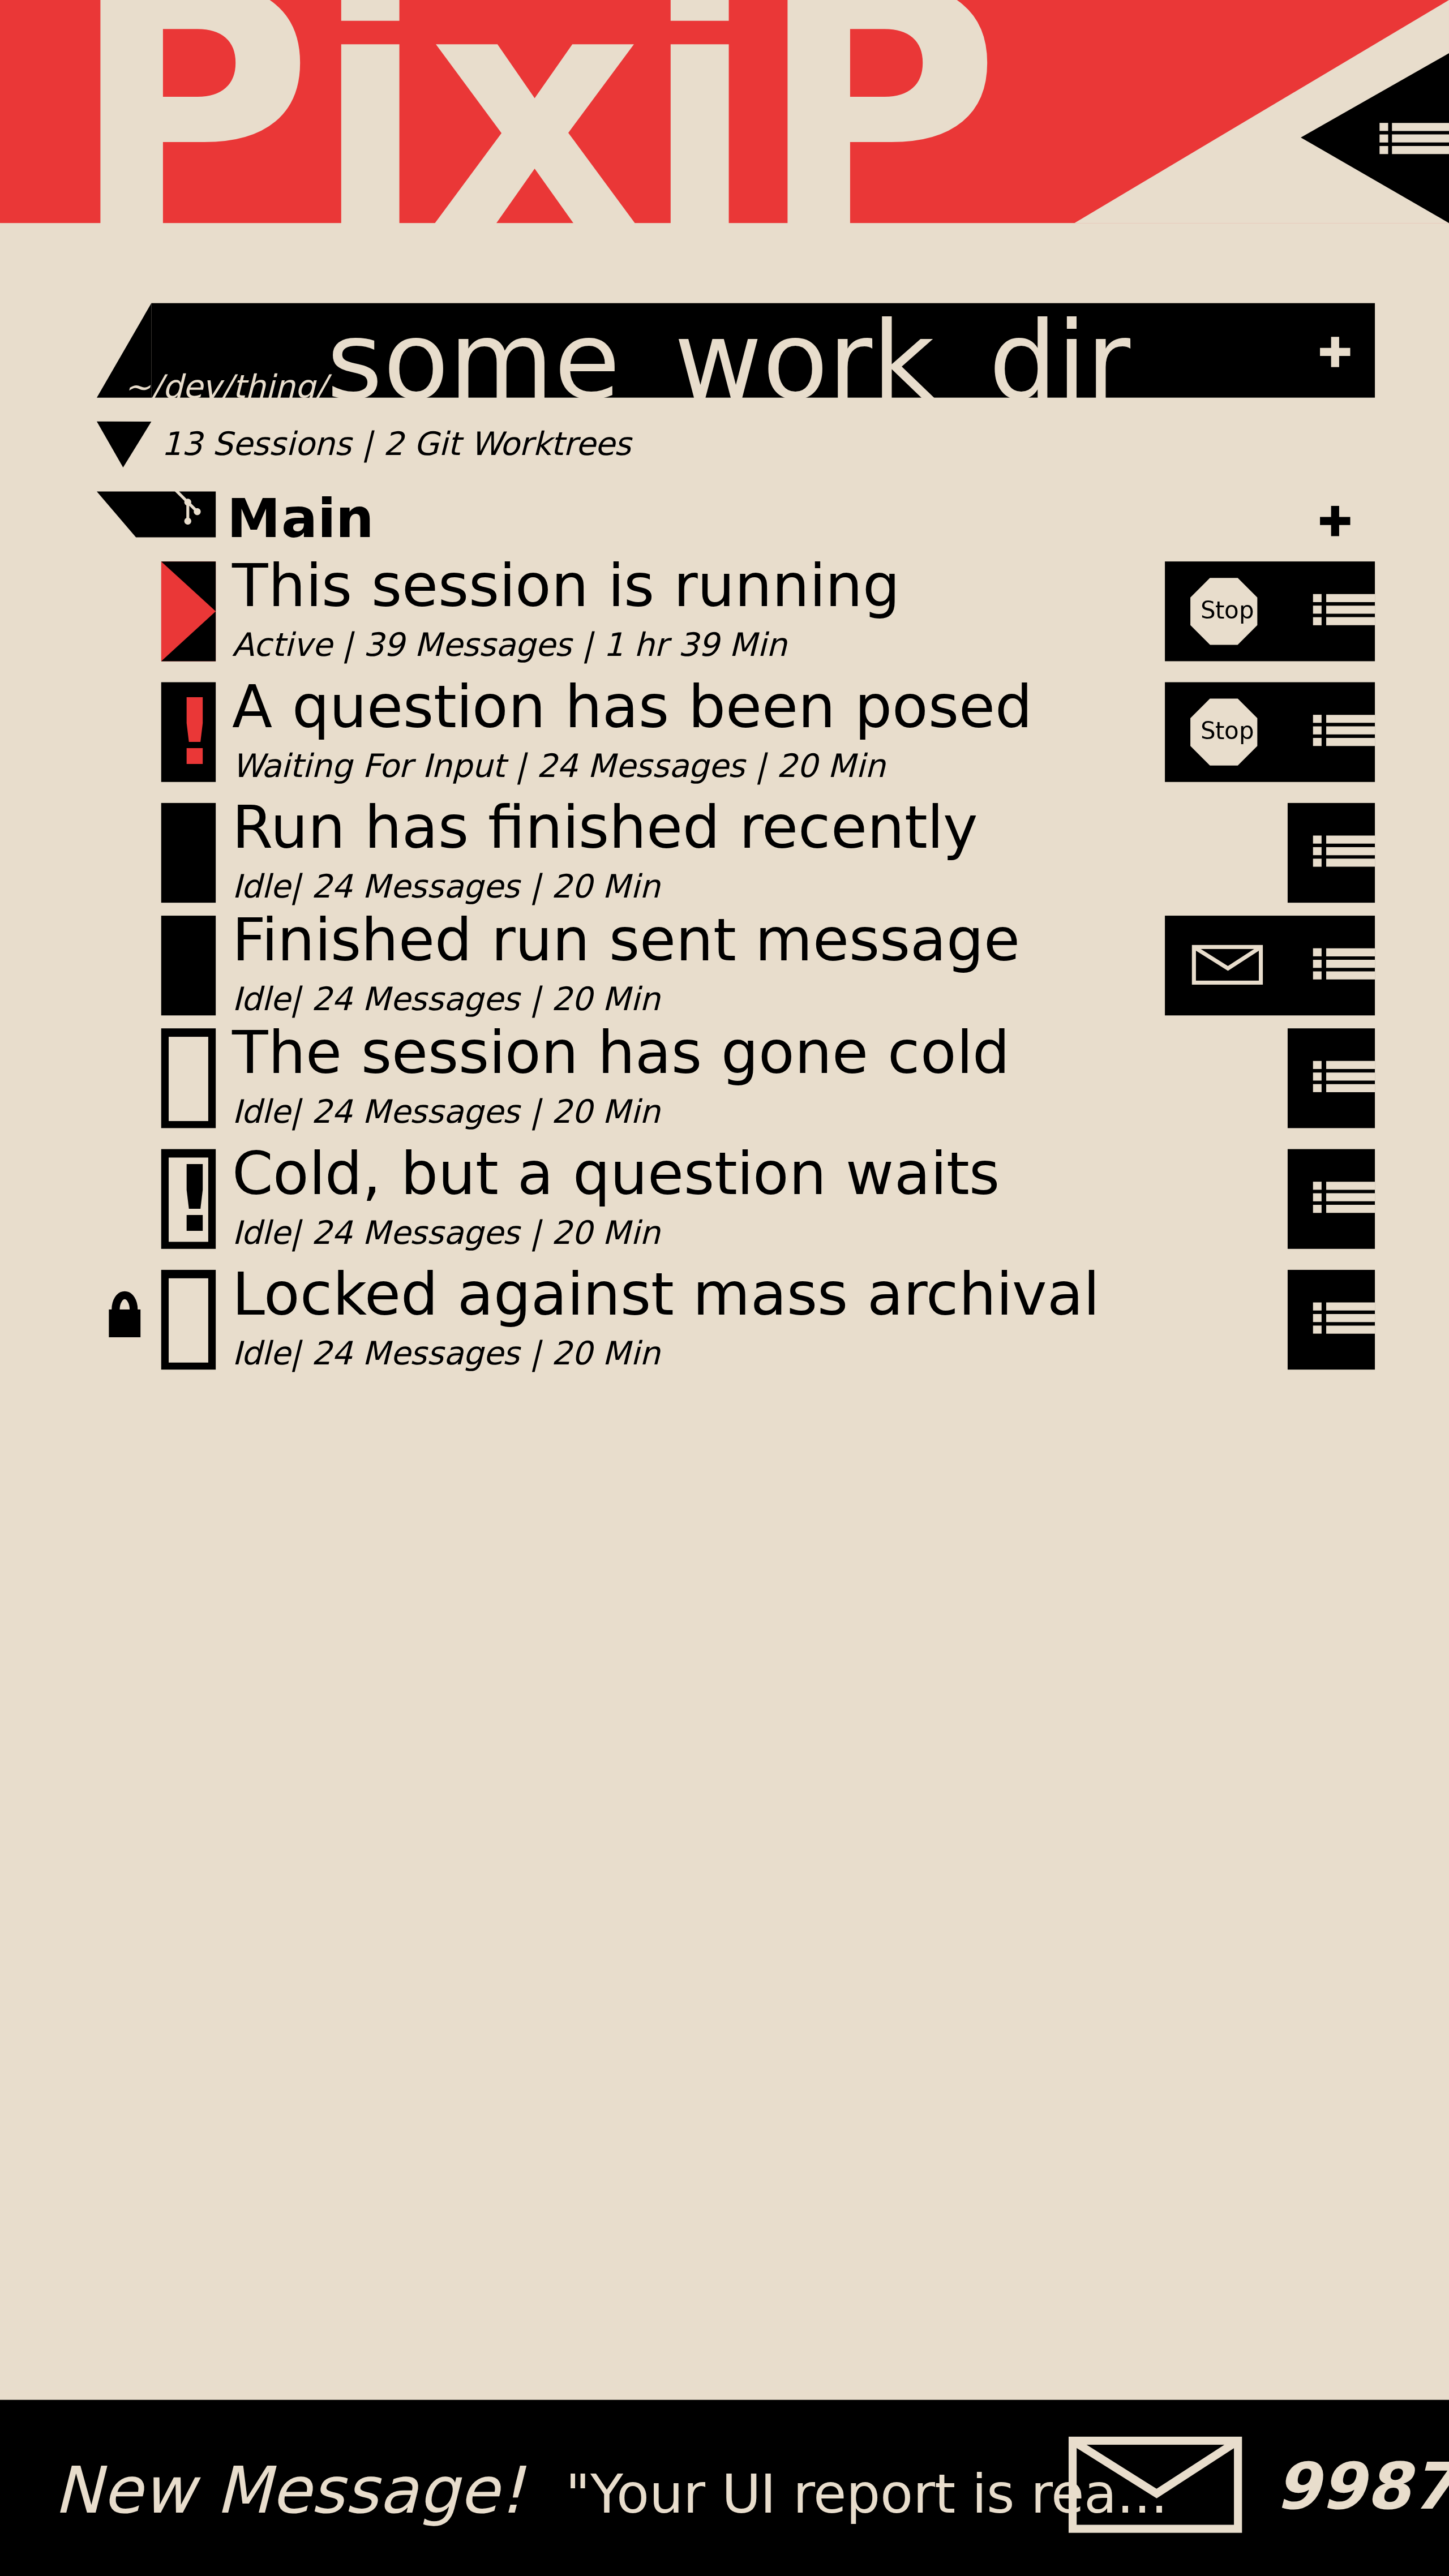 PixiP
~/dev/thing/some_work_dir
13 Sessions | 2 Git Worktrees
Main
This session is running
Active | 39 Messages | 1 hr 39 Min
Stop
! A question has been posed
Waiting For Input | 24 Messages | 20 Min
Stop
Run has finished recently
Idle| 24 Messages | 20 Min
Finished run sent message
Idle| 24 Messages | 20 Min
The session has gone cold
Idle| 24 Messages | 20 Min
! Cold, but a question waits
Idle| 24 Messages | 20 Min
Locked against mass archival
Idle| 24 Messages | 20 Min
New Message! "Your UI report is rea... 9987